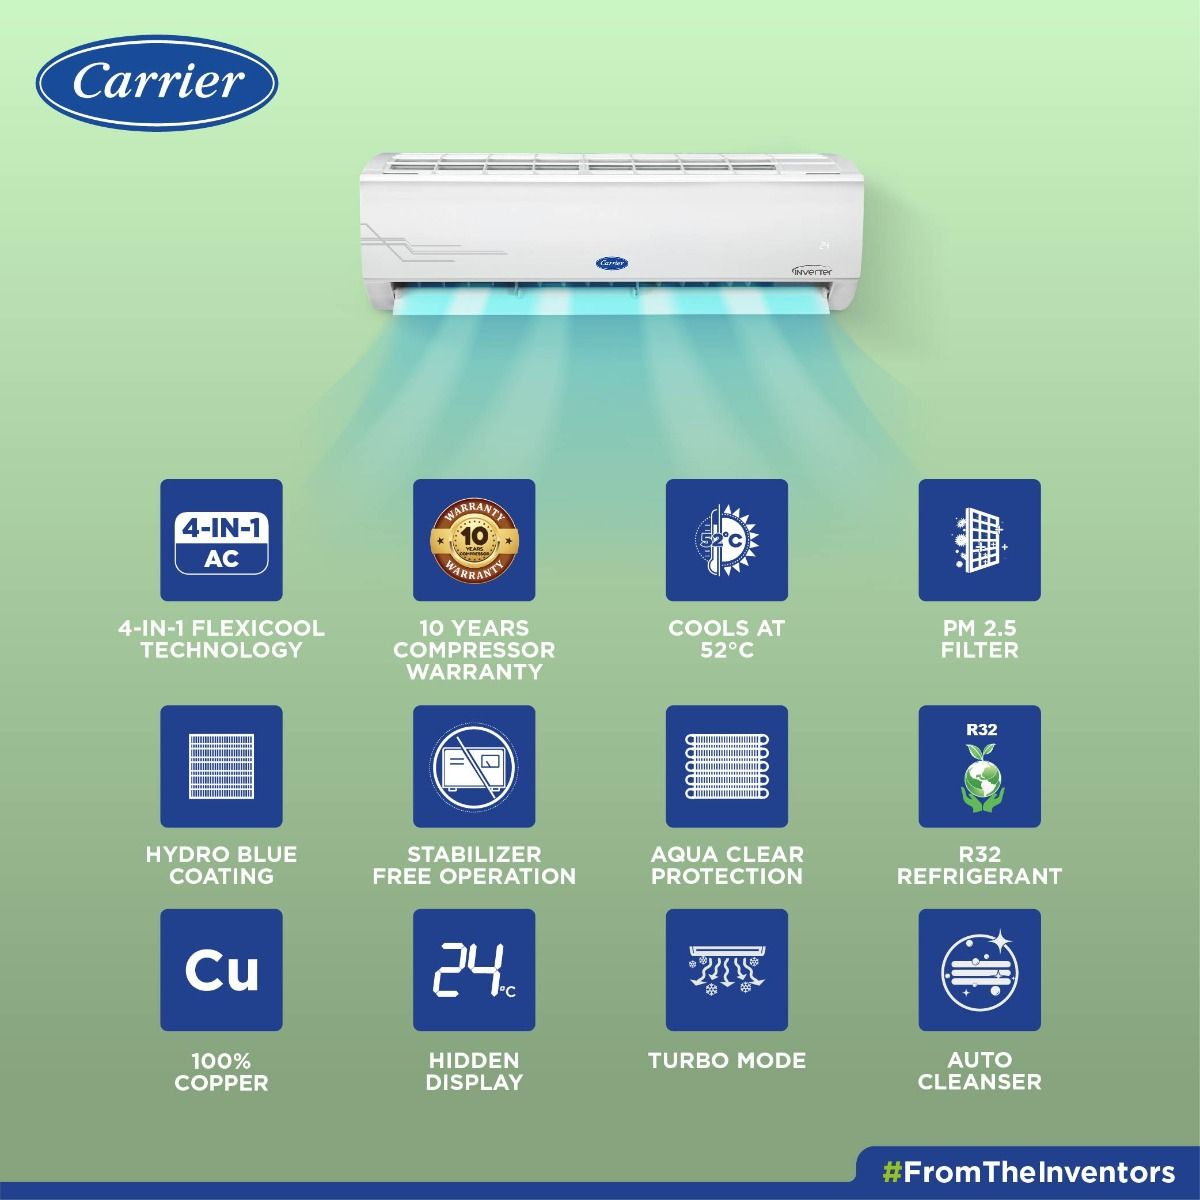 Carrier
24
Carrier
INVERTER
4-IN-1
AC
WARRANTY
10
YEARS
COMPRESSOR
WARRANTY
52°C
4-IN-1 FLEXICOOL
TECHNOLOGY
10 YEARS
COMPRESSOR
WARRANTY
COOLS AT
52°C
PM 2.5
FILTER
R32
HYDRO BLUE
COATING
STABILIZER
FREE OPERATION
AQUA CLEAR
PROTECTION
R32
REFRIGERANT
Cu
24°C
100%
COPPER
HIDDEN
DISPLAY
TURBO MODE
AUTO
CLEANSER
#FromTheInventors